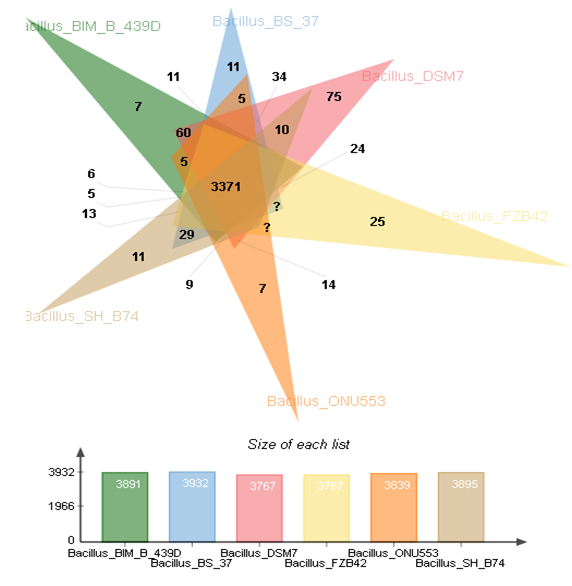 Bacillus_BS_37
Bacillus_BIM_B_439D
11
34
Bacillus_DSM7
11
5
75
7
60
10
5
24
6
3371
5
?
13
Bacillus_FZB42
25
?
29
11
9
14
7
Bacillus_SH_B74
Bacillus_ONU553
Size of each list
3932
1966
0
3891 3932 3767 3767 3839 3895
Bacillus_BIM_B_439D Bacillus_DSM7 Bacillus_ONU553
Bacillus_BS_37 Bacillus_FZB42 Bacillus_SH_B74